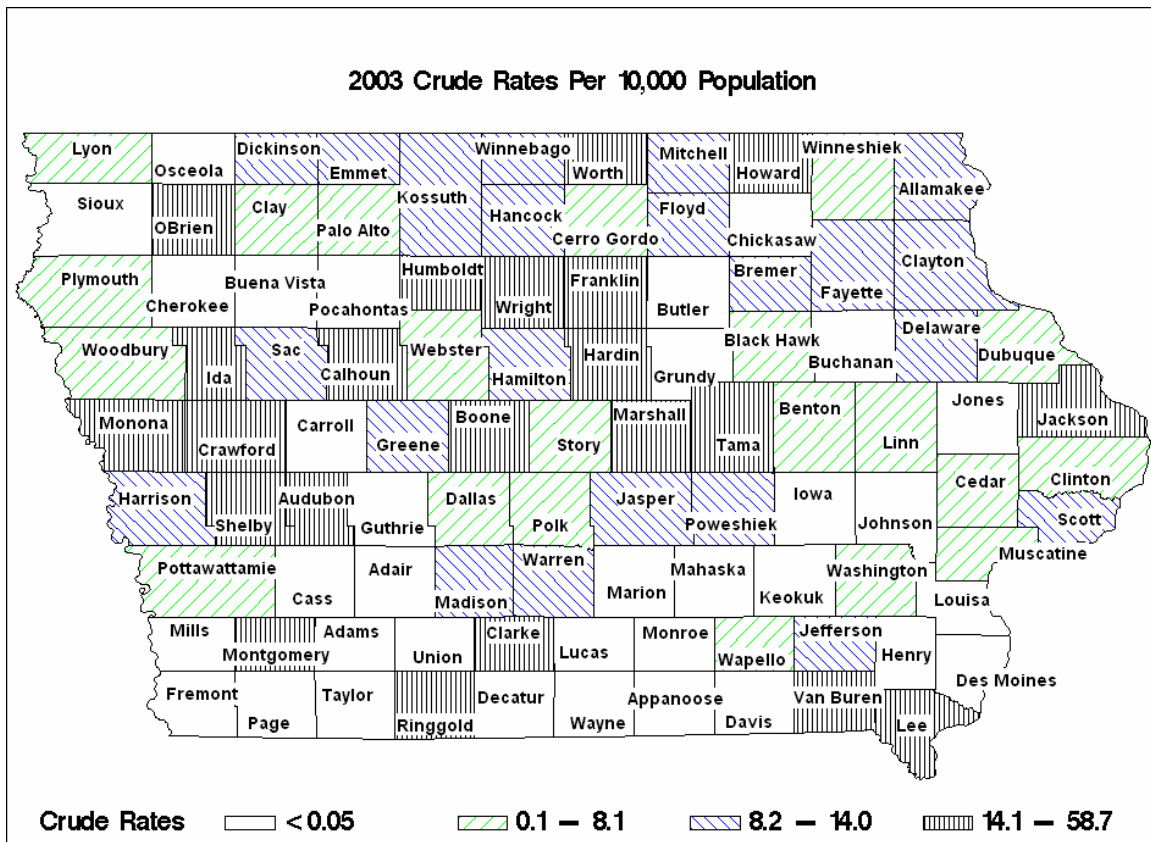 2003 Crude Rates Per 10,000 Population
Lyon
Osceola
Dickinson
Emmet
Kossuth
Winnebago
Worth
Mitchell
Howard
Winneshiek
Allamakee
Sioux
OBrien
Clay
Palo Alto
Hancock
Cerro Gordo
Floyd
Chickasaw
Plymouth
Cherokee
Buena Vista
Pocahontas
Humboldt
Wright
Franklin
Butler
Bremer
Fayette
Clayton
Woodbury
Ida
Sac
Calhoun
Webster
Hamilton
Hardin
Grundy
Black Hawk
Buchanan
Delaware
Dubuque
Monona
Crawford
Carroll
Greene
Boone
Story
Marshall
Tama
Benton
Linn
Jones
Jackson
Harrison
Shelby
Audubon
Guthrie
Dallas
Polk
Jasper
Poweshiek
Iowa
Johnson
Cedar
Clinton
Scott
Muscatine
Pottawattamie
Cass
Adair
Madison
Warren
Marion
Mahaska
Keokuk
Washington
Louisa
Mills
Montgomery
Adams
Union
Clarke
Lucas
Monroe
Wapello
Jefferson
Henry
Des Moines
Fremont
Page
Taylor
Ringgold
Decatur
Wayne
Appanoose
Davis
Van Buren
Lee
Crude Rates < 0.05 0.1 – 8.1 8.2 – 14.0 14.1 – 58.7